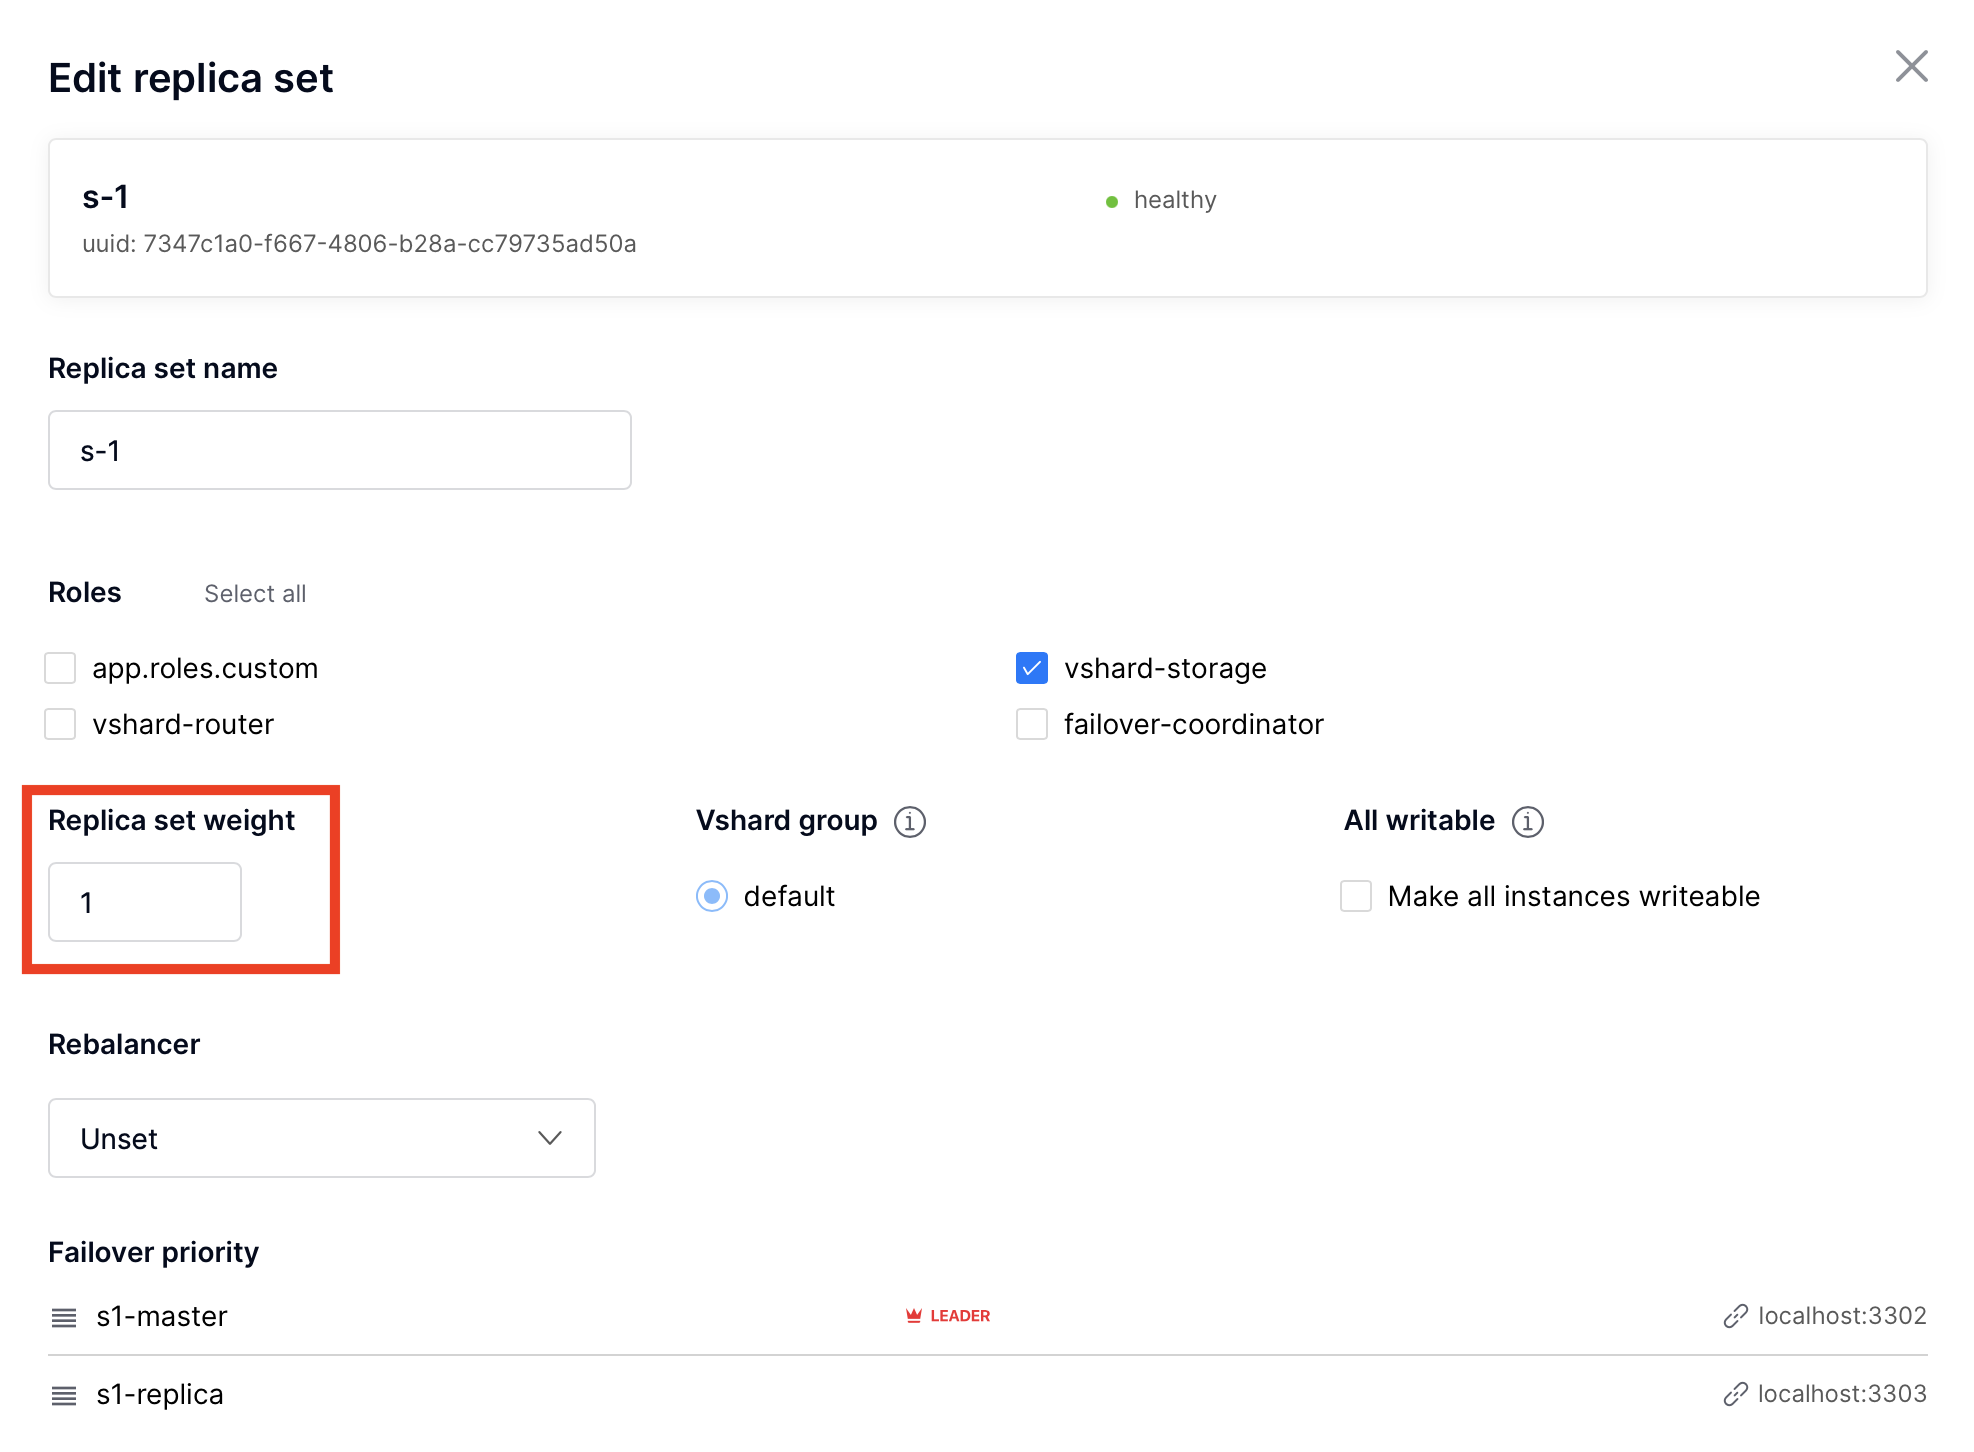 Edit replica set
s-1
healthy
uuid: 7347c1a0-f667-4806-b28a-cc79735ad50a
Replica set name
s-1
Roles Select all
app.roles.custom vshard-storage
vshard-router failover-coordinator
Replica set weight Vshard group All writable
1 default Make all instances writeable
Rebalancer
Unset
Failover priority
s1-master LEADER localhost:3302
s1-replica localhost:3303